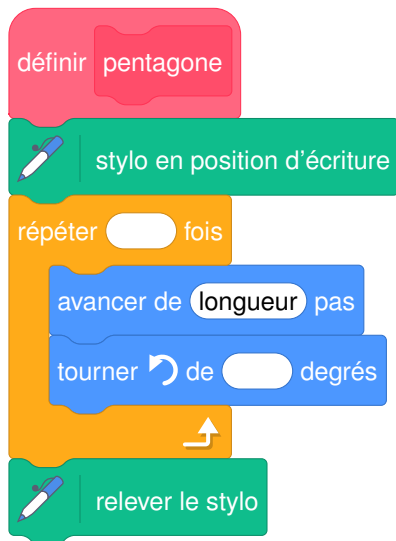 définir pentagone
stylo en position d’écriture
répéter fois
avancer de longueur pas
tourner de degrés
relever le stylo